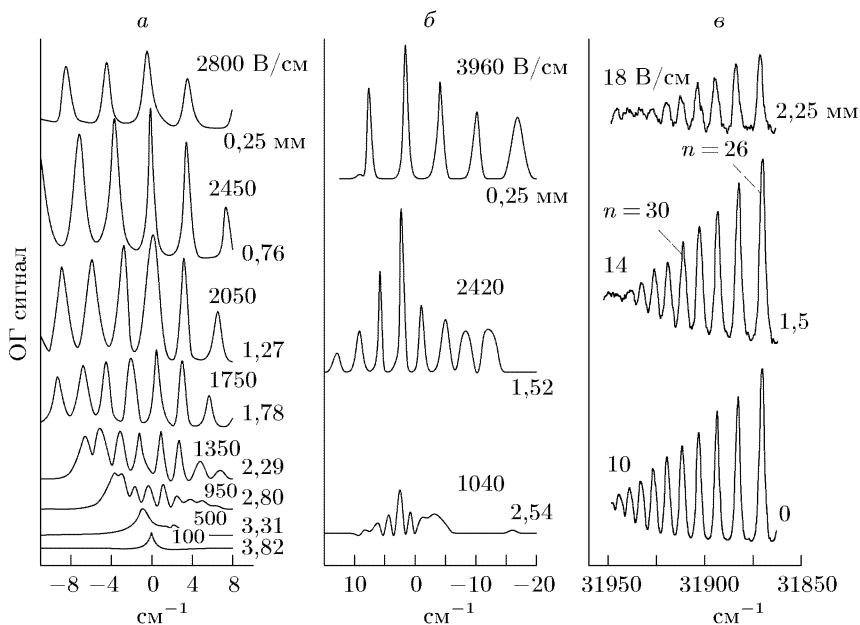 а
2800 В/см
0,25 мм
2450
0,76
2050
1,27
1750
1,78
1350
2,29
950
2,80
500
3,31
100
3,82
ОГ сигнал
−8 −4 0 4 8
см⁻¹
б
3960 В/см
0,25 мм
2420
1,52
1040
2,54
10 0 −10 −20
см⁻¹
в
18 В/см
2,25 мм
n = 26
n = 30
14
1,5
10
0
31950 31900 31850
см⁻¹